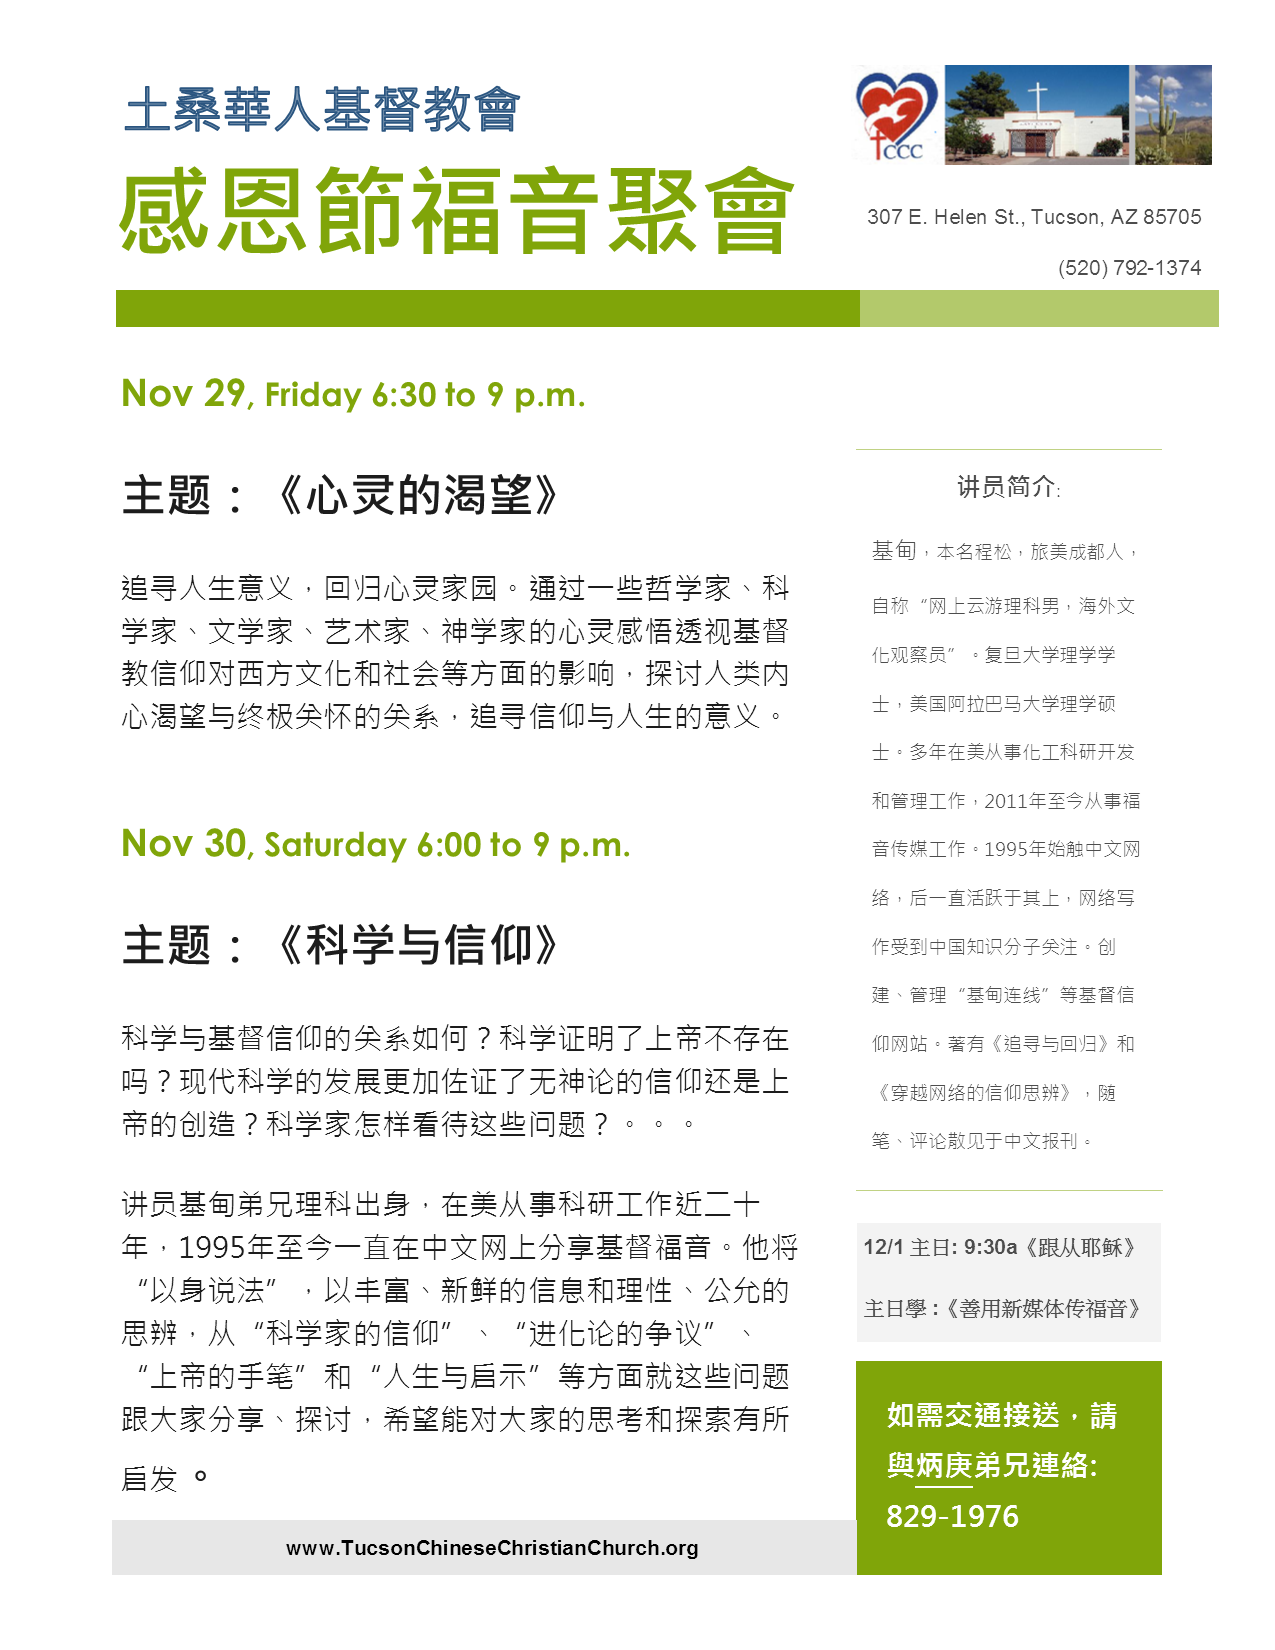 土桑華人基督教會
感恩節福音聚會
CCC
307 E. Helen St., Tucson, AZ 85705
(520) 792-1374
Nov 29, Friday 6:30 to 9 p.m.
主题：《心灵的渴望》
追寻人生意义，回归心灵家园。通过一些哲学家、科
学家、文学家、艺术家、神学家的心灵感悟透视基督
教信仰对西方文化和社会等方面的影响，探讨人类内
心渴望与终极关怀的关系，追寻信仰与人生的意义。
Nov 30, Saturday 6:00 to 9 p.m.
主题：《科学与信仰》
科学与基督信仰的关系如何？科学证明了上帝不存在
吗？现代科学的发展更加佐证了无神论的信仰还是上
帝的创造？科学家怎样看待这些问题？。。。
讲员基甸弟兄理科出身，在美从事科研工作近二十
年，1995年至今一直在中文网上分享基督福音。他将
“以身说法”，以丰富、新鲜的信息和理性、公允的
思辨，从“科学家的信仰”、“进化论的争议”、
“上帝的手笔”和“人生与启示”等方面就这些问题
跟大家分享、探讨，希望能对大家的思考和探索有所
启发。
讲员简介:
基甸，本名程松，旅美成都人，
自称“网上云游理科男，海外文
化观察员”。复旦大学理学学
士，美国阿拉巴马大学理学硕
士。多年在美从事化工科研开发
和管理工作，2011年至今从事福
音传媒工作。1995年始触中文网
络，后一直活跃于其上，网络写
作受到中国知识分子关注。创
建、管理“基甸连线”等基督信
仰网站。著有《追寻与回归》和
《穿越网络的信仰思辨》，随
笔、评论散见于中文报刊。
12/1 主日: 9:30a《跟从耶稣》
主日學：《善用新媒体传福音》
如需交通接送，請
與炳庚弟兄連絡:
829-1976
www.TucsonChineseChristianChurch.org